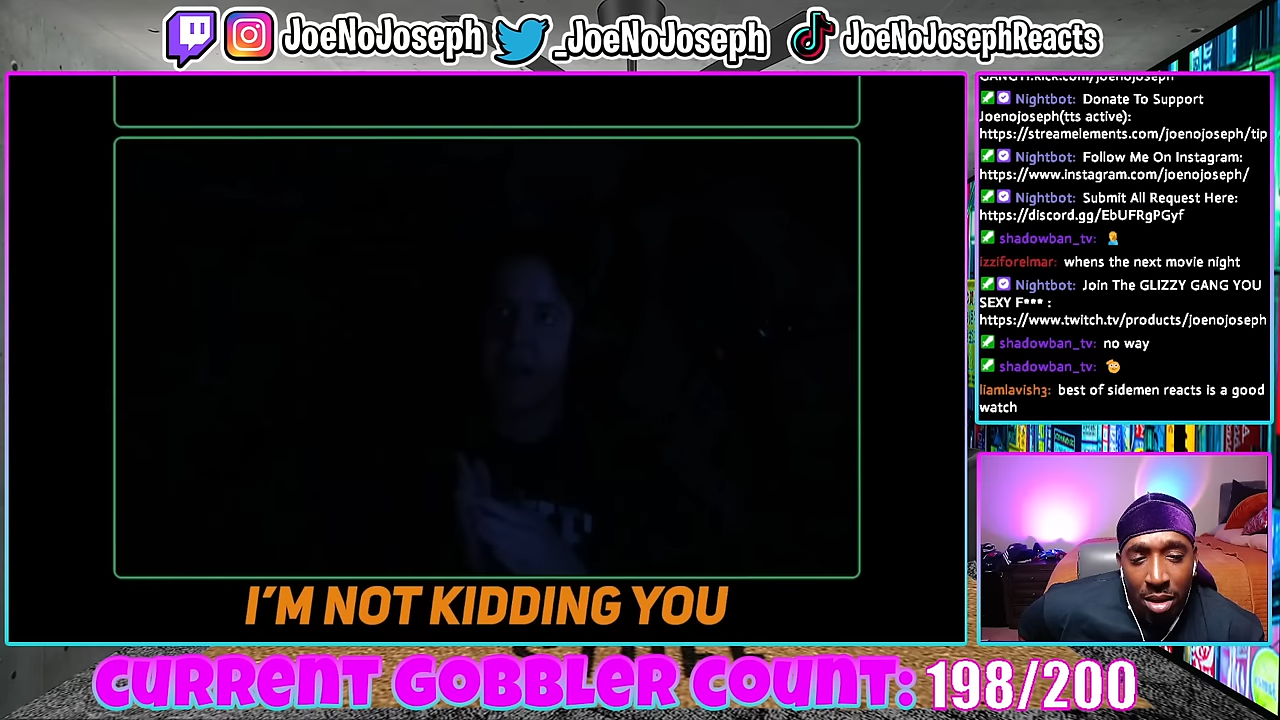 JoeNoJoseph
_JoeNoJoseph
JoeNoJosephReacts
Nightbot: Donate To Support
Joenojoseph(tts active):
https://streamelements.com/joenojoseph/tip
Nightbot: Follow Me On Instagram:
https://www.instagram.com/joenojoseph/
Nightbot: Submit All Request Here:
https://discord.gg/EbUFRgPGyf
shadowban_tv:
izziforelmar: whens the next movie night
Nightbot: Join The GLIZZY GANG YOU
SEXY F*** :
https://www.twitch.tv/products/joenojoseph
shadowban_tv: no way
shadowban_tv:
liamlavish3: best of sidemen reacts is a good
watch
I'M NOT KIDDING YOU
CURRENT GOBBLER COUNT: 198/200